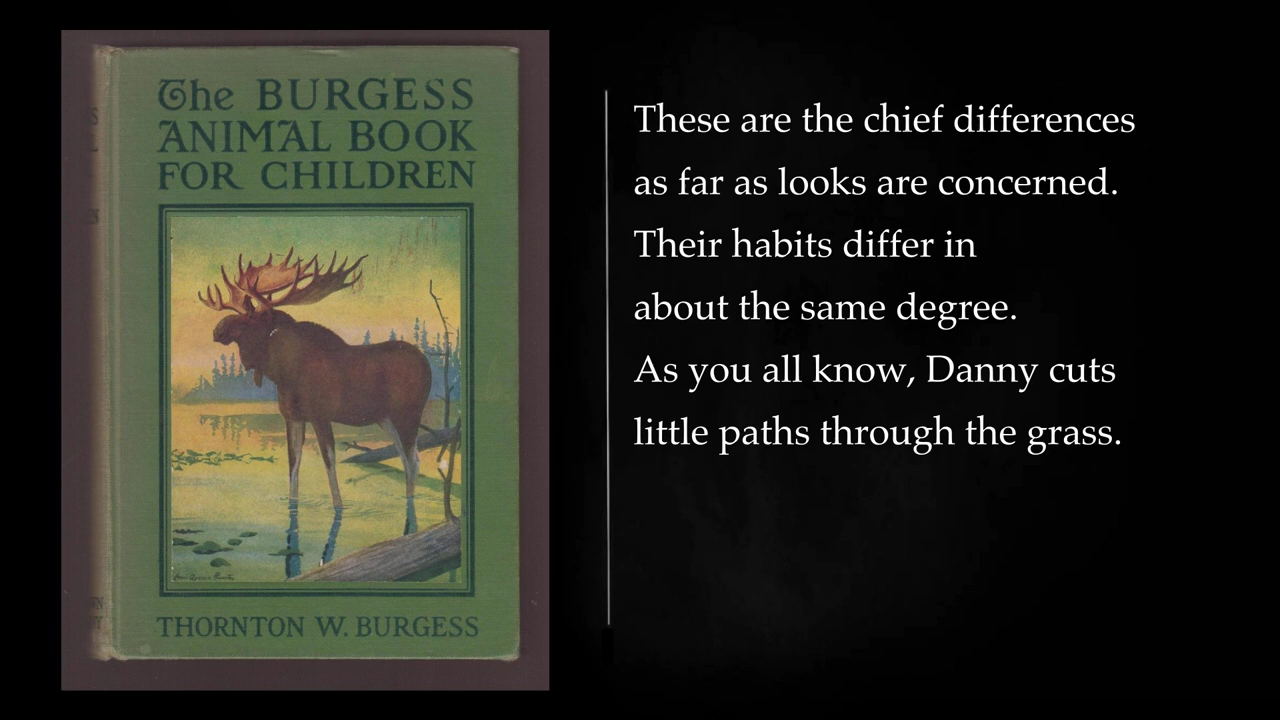 The BURGESS
ANIMAL BOOK
FOR CHILDREN
THORNTON W. BURGESS
These are the chief differences
as far as looks are concerned.
Their habits differ in
about the same degree.
As you all know, Danny cuts
little paths through the grass.